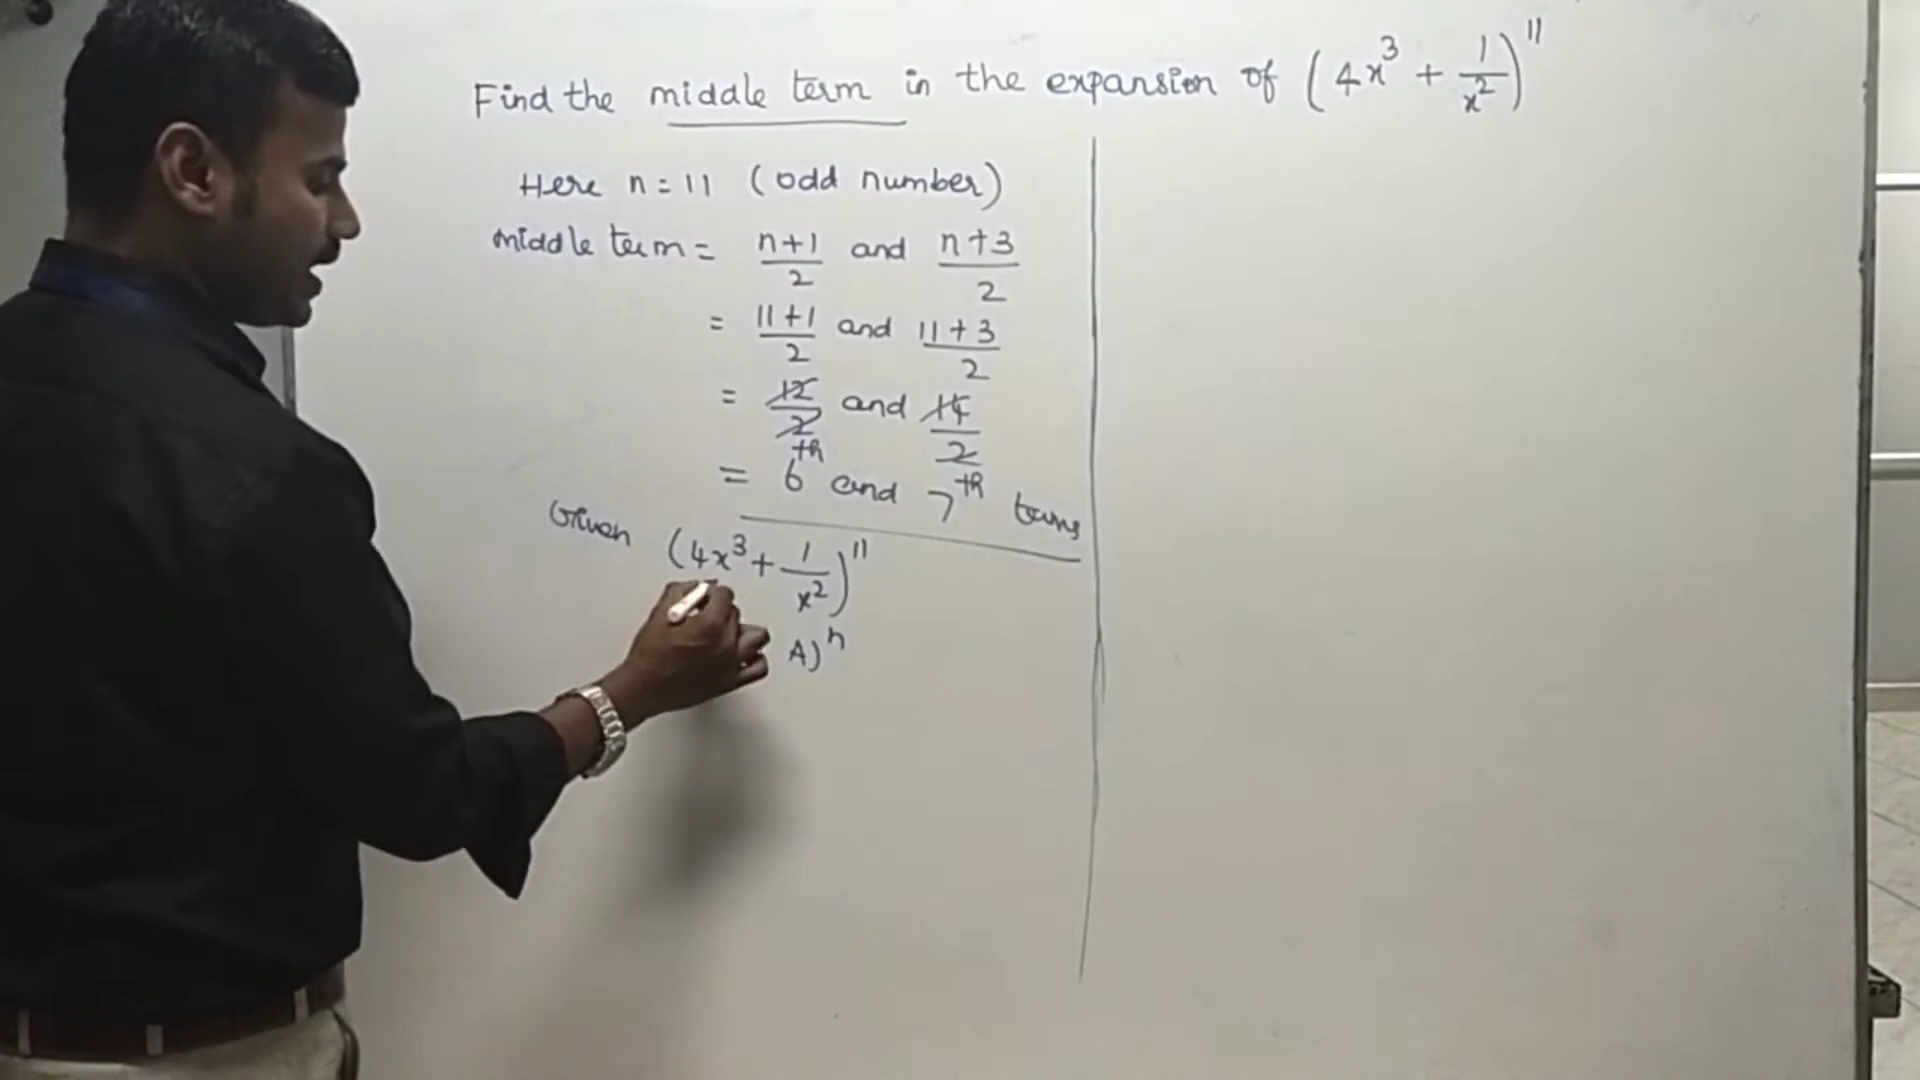 Find the middle term in the expansion of (4x³ + 1/x²)¹¹
Here n = 11 (odd number)
middle term = n+1/2 and n+3/2
= 11+1/2 and 11+3/2
= 12/2 and 14/2
= 6th and 7th terms
Given (4x³ + 1/x²)¹¹
A)ⁿ